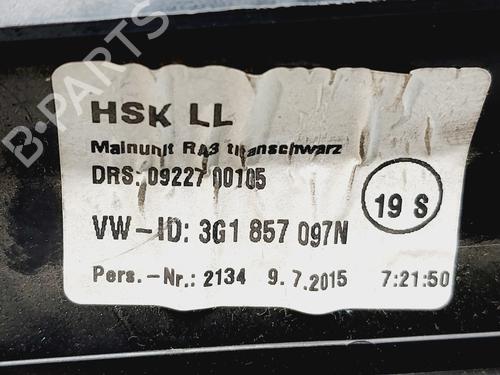 B-PARTS
HSK LL
Mainunit RA3 titanschwarz
DRS: 09227 00105
19 S
VW-ID: 3G1 857 097N
Pers.-Nr.: 2134 9.7.2015 7:21:50